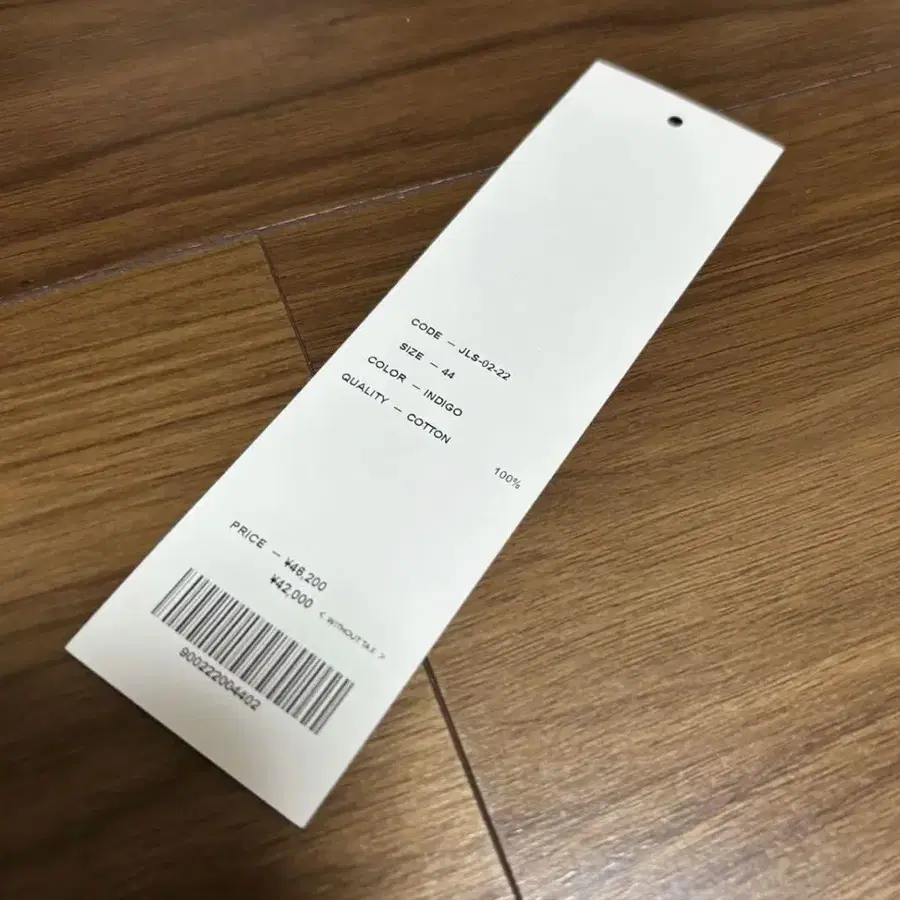 CODE — JLS-02-22
SIZE — 44
COLOR — INDIGO
QUALITY — COTTON
100%
PRICE — ¥46,200
¥42,000 < WITHOUT TAX >
900222004402